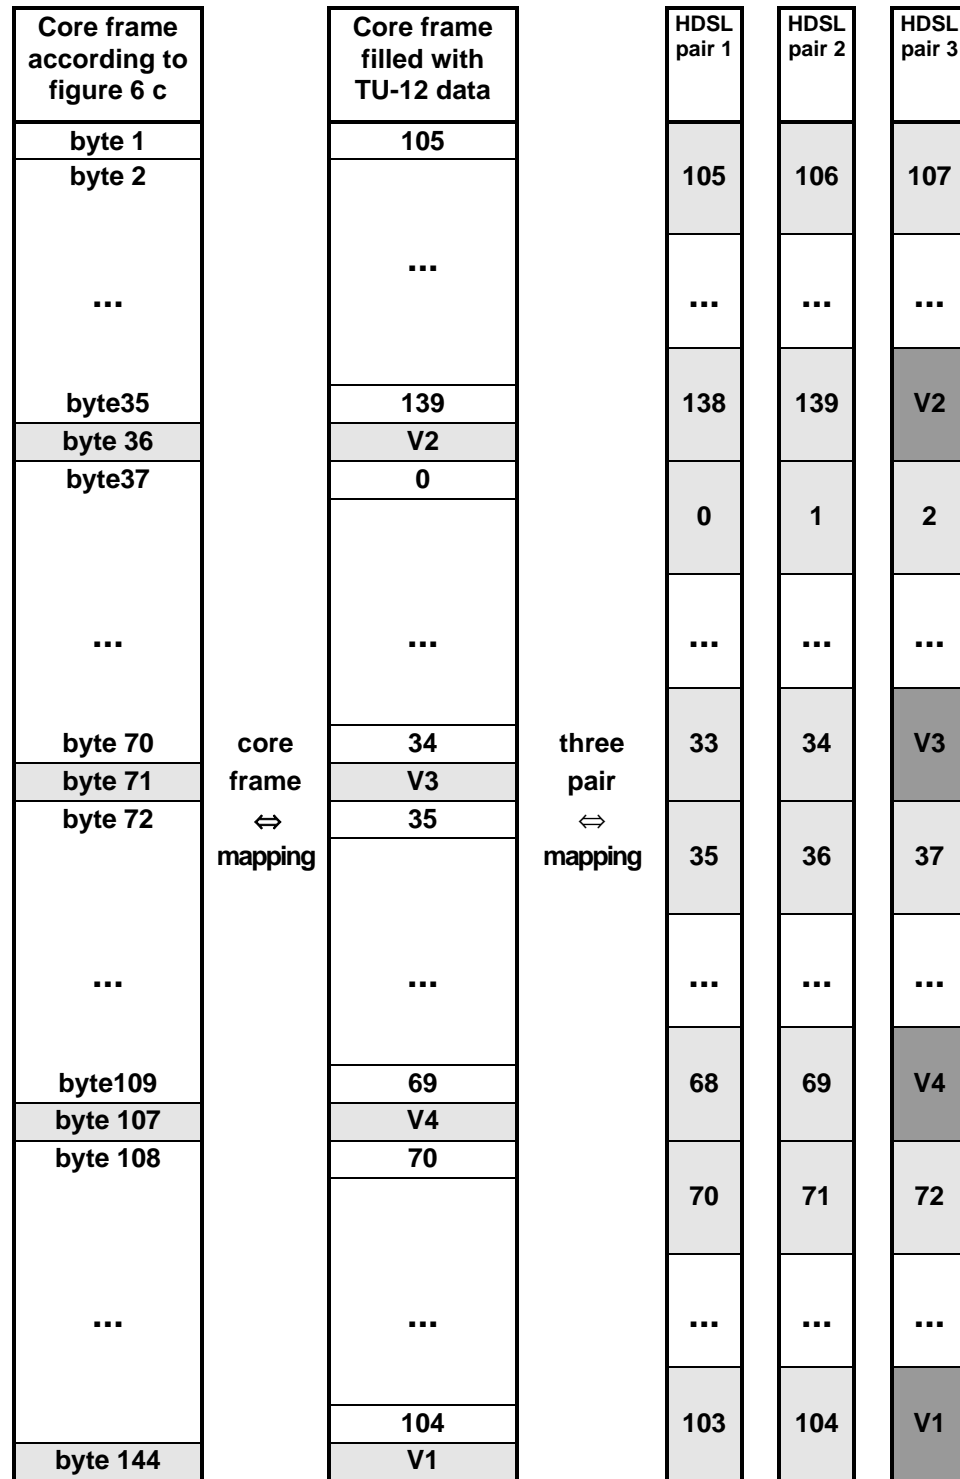 Core frame
according to
figure 6 c
Core frame
filled with
TU-12 data
HDSL
pair 1
HDSL
pair 2
HDSL
pair 3
byte 1
105
byte 2
105
106
107
...
...
...
...
...
byte35
139
138
139
V2
byte 36
V2
byte37
0
0
1
2
...
...
...
...
...
byte 70
core
34
three
33
34
V3
byte 71
frame
V3
pair
byte 72
⇔
35
⇔
mapping
mapping
35
36
37
...
...
...
...
...
byte109
69
68
69
V4
byte 107
V4
byte 108
70
70
71
72
...
...
...
...
...
104
103
104
V1
byte 144
V1